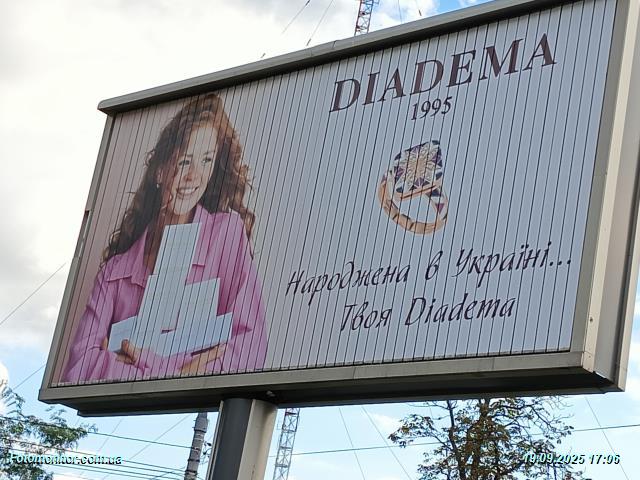 DIADEMA
1995
Народжена в Україні...
Твоя Diadema
Fotomonitor.com.ua
19.09.2025 17:06